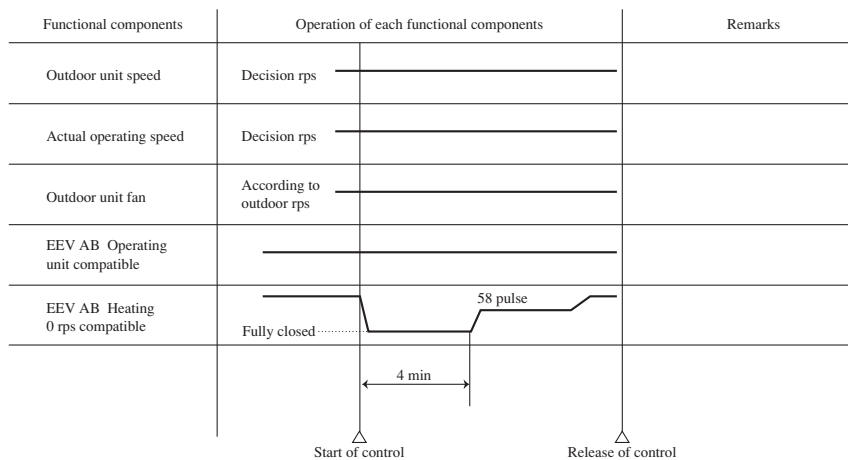 Functional components
Operation of each functional components
Remarks
Outdoor unit speed
Decision rps
Actual operating speed
Decision rps
Outdoor unit fan
According to
outdoor rps
EEV AB Operating
unit compatible
EEV AB Heating
0 rps compatible
58 pulse
Fully closed
4 min
Start of control
Release of control